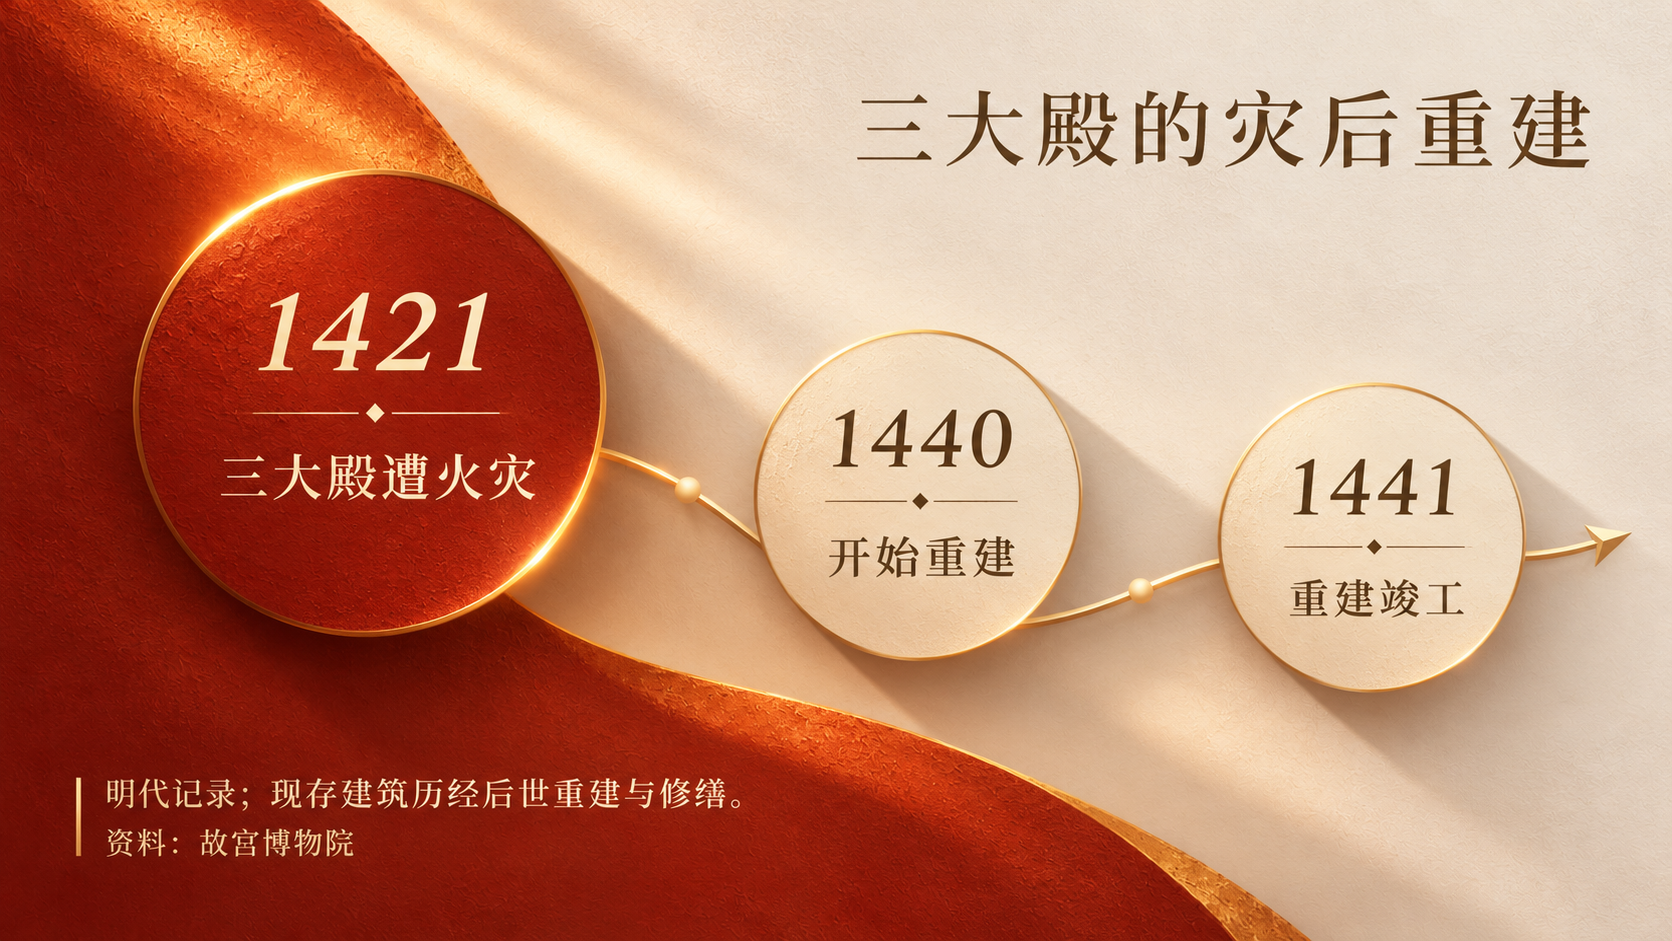 三大殿的灾后重建
1421
三大殿遭火灾
1440
开始重建
1441
重建竣工
明代记录；现存建筑历经后世重建与修缮。
资料：故宫博物院